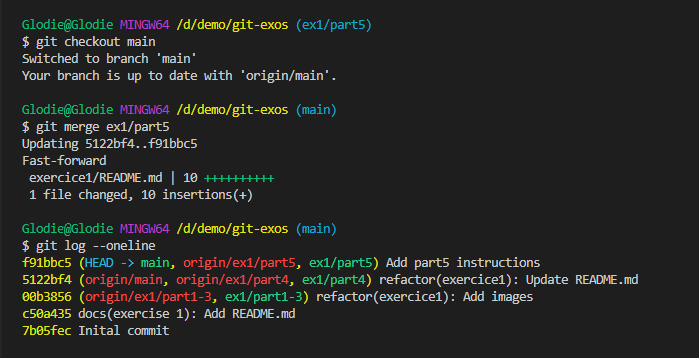 Glodie@Glodie MINGW64 /d/demo/git-exos (ex1/part5)
$ git checkout main
Switched to branch 'main'
Your branch is up to date with 'origin/main'.
Glodie@Glodie MINGW64 /d/demo/git-exos (main)
$ git merge ex1/part5
Updating 5122bf4..f91bbc5
Fast-forward
 exercice1/README.md | 10 ++++++++++
 1 file changed, 10 insertions(+)
Glodie@Glodie MINGW64 /d/demo/git-exos (main)
$ git log --oneline
f91bbc5 (HEAD -> main, origin/ex1/part5, ex1/part5) Add part5 instructions
5122bf4 (origin/main, origin/ex1/part4, ex1/part4) refactor(exercice1): Update README.md
00b3856 (origin/ex1/part1-3, ex1/part1-3) refactor(exercice1): Add images
c50a435 docs(exercise 1): Add README.md
7b05fec Inital commit